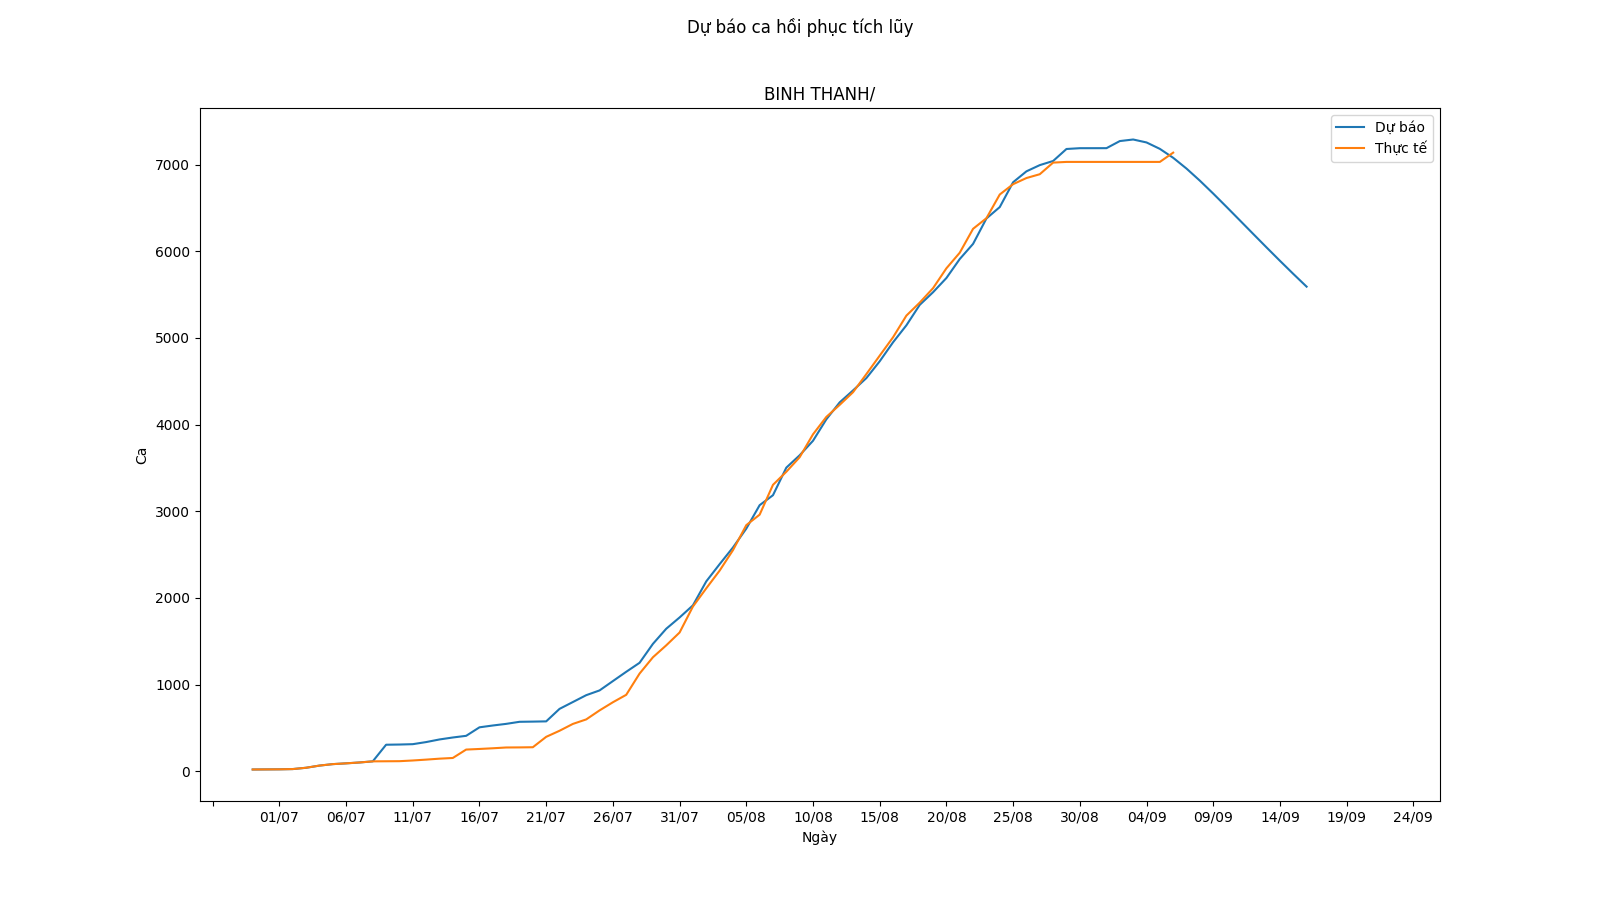 Dự báo ca hồi phục tích lũy
BINH THANH/
Dự báo
Thực tế
7000
6000
5000
4000
3000
2000
1000
0
Ca
01/07 06/07 11/07 16/07 21/07 26/07 31/07 05/08 10/08 15/08 20/08 25/08 30/08 04/09 09/09 14/09 19/09 24/09
Ngày